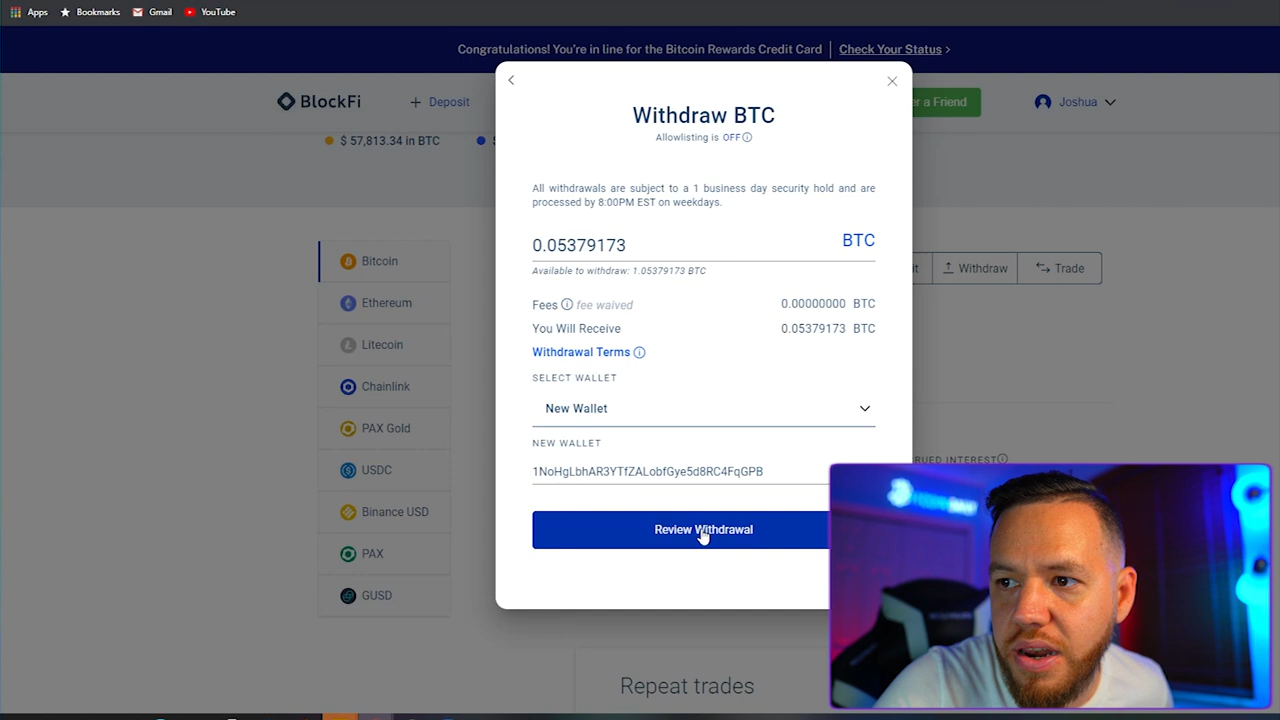 Apps Bookmarks Gmail YouTube
Congratulations! You're in line for the Bitcoin Rewards Credit Card | Check Your Status >
BlockFi + Deposit
a Friend
Joshua
$ 57,813.34 in BTC
Withdraw BTC
Allowlisting is OFF
All withdrawals are subject to a 1 business day security hold and are
processed by 8:00PM EST on weekdays.
0.05379173 BTC
Available to withdraw: 1.05379173 BTC
Fees fee waived 0.00000000 BTC
You Will Receive 0.05379173 BTC
Withdrawal Terms
SELECT WALLET
New Wallet
NEW WALLET
1NoHgLbhAR3YTfZALobfGye5d8RC4FqGPB
Review Withdrawal
Bitcoin
Ethereum
Litecoin
Chainlink
PAX Gold
USDC
Binance USD
PAX
GUSD
Withdraw
Trade
INTEREST
Repeat trades